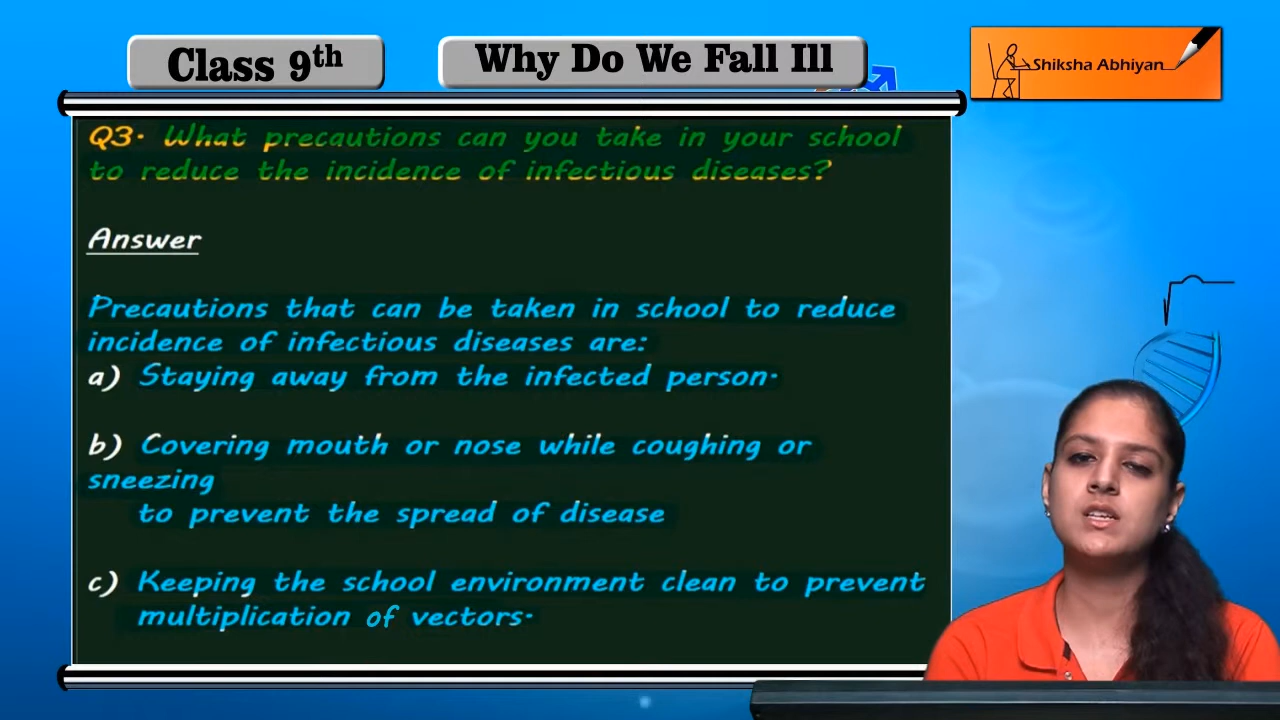 Class 9th
Why Do We Fall Ill
Shiksha Abhiyan
Q3. What precautions can you take in your school
to reduce the incidence of infectious diseases?
Answer
Precautions that can be taken in school to reduce
incidence of infectious diseases are:
a) Staying away from the infected person.
b) Covering mouth or nose while coughing or
sneezing
to prevent the spread of disease
c) Keeping the school environment clean to prevent
multiplication of vectors.